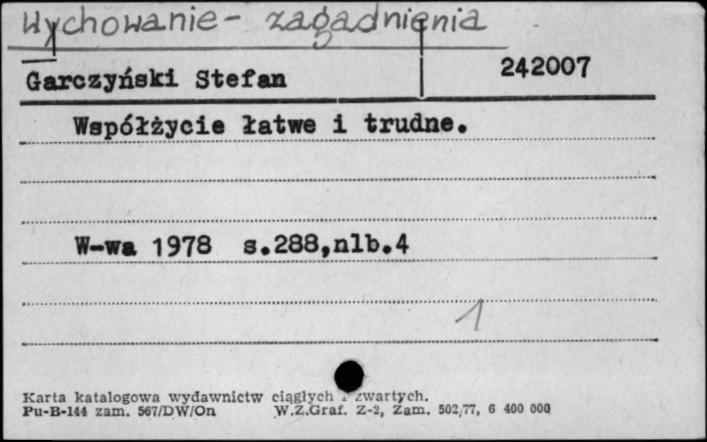 Wychowanie - zagadnienia
Garczyński Stefan 242007
Współżycie łatwe i trudne.
W-wa 1978 s.288,nlb.4
1
Karta katalogowa wydawnictw ciągłych i zwartych.
Pu-B-144 zam. 567/DW/On W.Z.Graf. Z-2, Zam. 502/77, 6 400 000